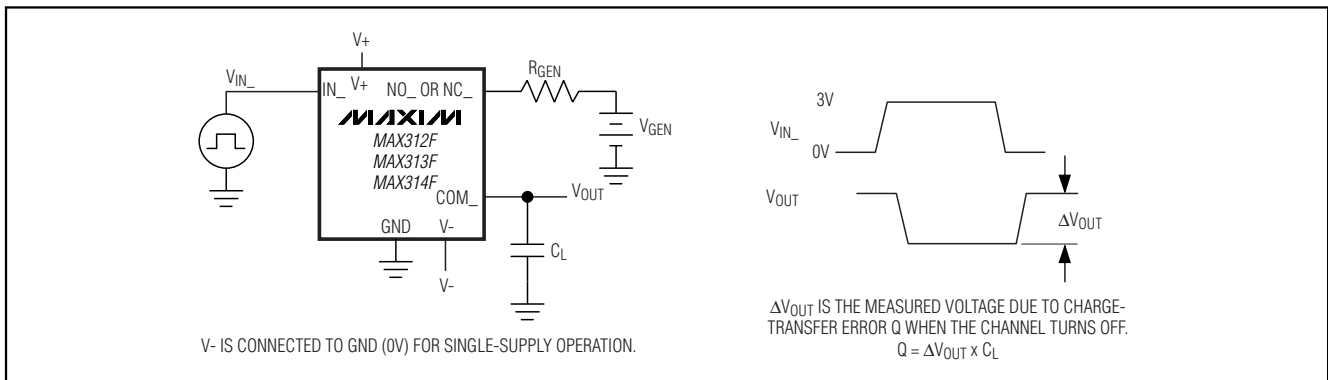 V+
V_IN_
IN_ V+ NO_ OR NC_
R_GEN
MAXIM
MAX312F
MAX313F
MAX314F
V_GEN
COM_
V_OUT
GND V-
C_L
V-
V- IS CONNECTED TO GND (0V) FOR SINGLE-SUPPLY OPERATION.
3V
V_IN_
0V
V_OUT
ΔV_OUT
ΔV_OUT IS THE MEASURED VOLTAGE DUE TO CHARGE-
TRANSFER ERROR Q WHEN THE CHANNEL TURNS OFF.
Q = ΔV_OUT x C_L